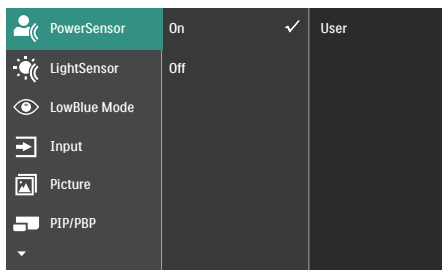 PowerSensor
On
User
LightSensor
Off
LowBlue Mode
Input
Picture
PIP/PBP